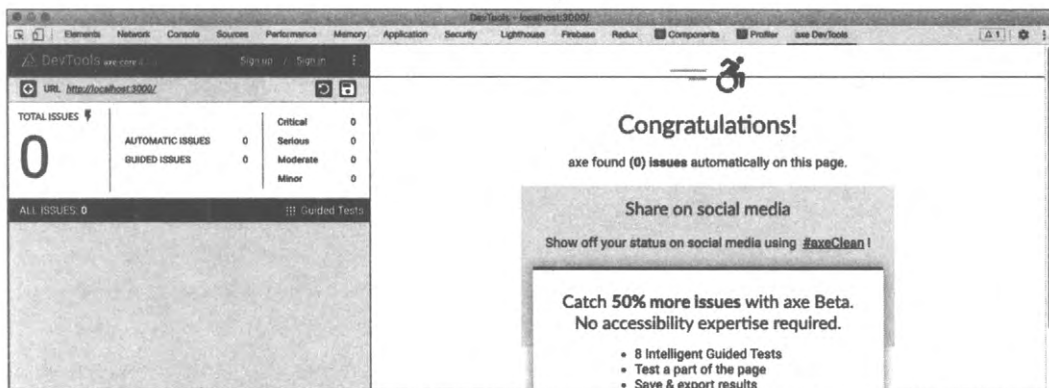 DevTools - localhost:3000/
Elements Network Console Sources Performance Memory Application Security Lighthouse Firebase Redux Components Profiler axe DevTools 1
DevTools axe-core Sign up / Sign in
URL http://localhost:3000/
TOTAL ISSUES
0
AUTOMATIC ISSUES 0
GUIDED ISSUES 0
Critical 0
Serious 0
Moderate 0
Minor 0
ALL ISSUES: 0 Guided Tests
Congratulations!
axe found (0) issues automatically on this page.
Share on social media
Show off your status on social media using #axeClean !
Catch 50% more issues with axe Beta.
No accessibility expertise required.
• 8 Intelligent Guided Tests
• Test a part of the page
• Save & export results